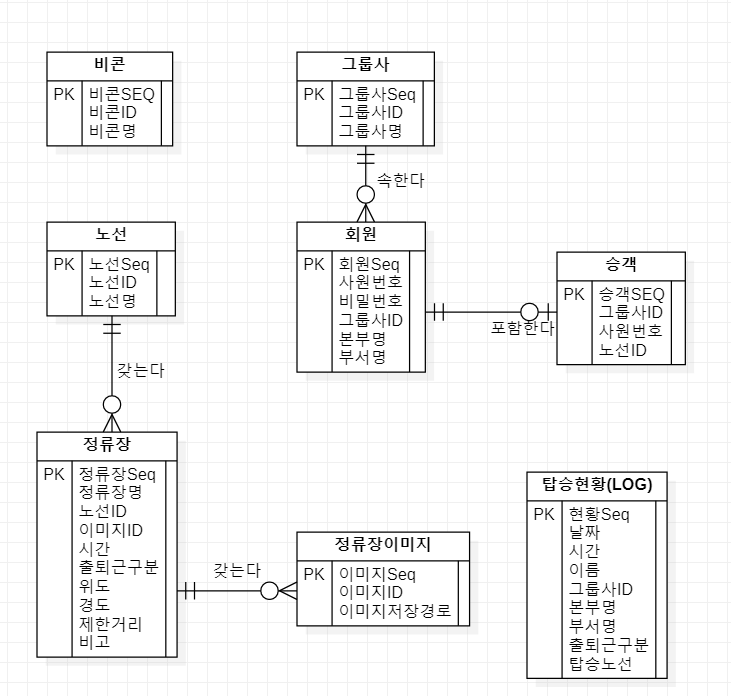 비콘
PK 비콘SEQ
비콘ID
비콘명
그룹사
PK 그룹사Seq
그룹사ID
그룹사명
속한다
노선
PK 노선Seq
노선ID
노선명
갖는다
회원
PK 회원Seq
사원번호
비밀번호
그룹사ID
본부명
부서명
포함한다
승객
PK 승객SEQ
그룹사ID
사원번호
노선ID
정류장
PK 정류장Seq
정류장명
노선ID
이미지ID
시간
출퇴근구분
위도
경도
제한거리
비고
갖는다
정류장이미지
PK 이미지Seq
이미지ID
이미지저장경로
탑승현황(LOG)
PK 현황Seq
날짜
시간
이름
그룹사ID
본부명
부서명
출퇴근구분
탑승노선